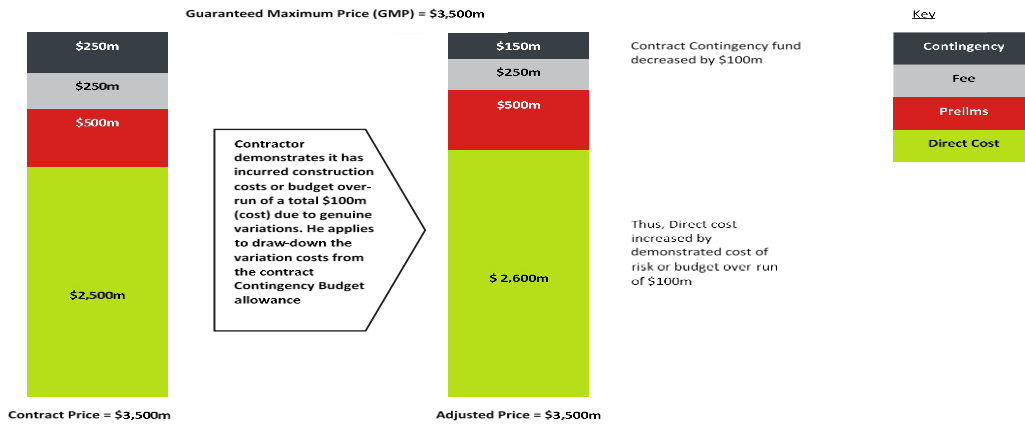 Guaranteed Maximum Price (GMP) = $3,500m
$250m
$250m
$500m
$2,500m
Contract Price = $3,500m
Contractor
demonstrates it has
incurred construction
costs or budget over-
run of a total $100m
(cost) due to genuine
variations. He applies
to draw-down the
variation costs from
the contract
Contingency Budget
allowance
$150m
$250m
$500m
$ 2,600m
Adjusted Price = $3,500m
Contract Contingency fund
decreased by $100m
Thus, Direct cost
increased by
demonstrated cost of
risk or budget over-run
of $100m
Key
Contingency
Fee
Prelims
Direct Cost